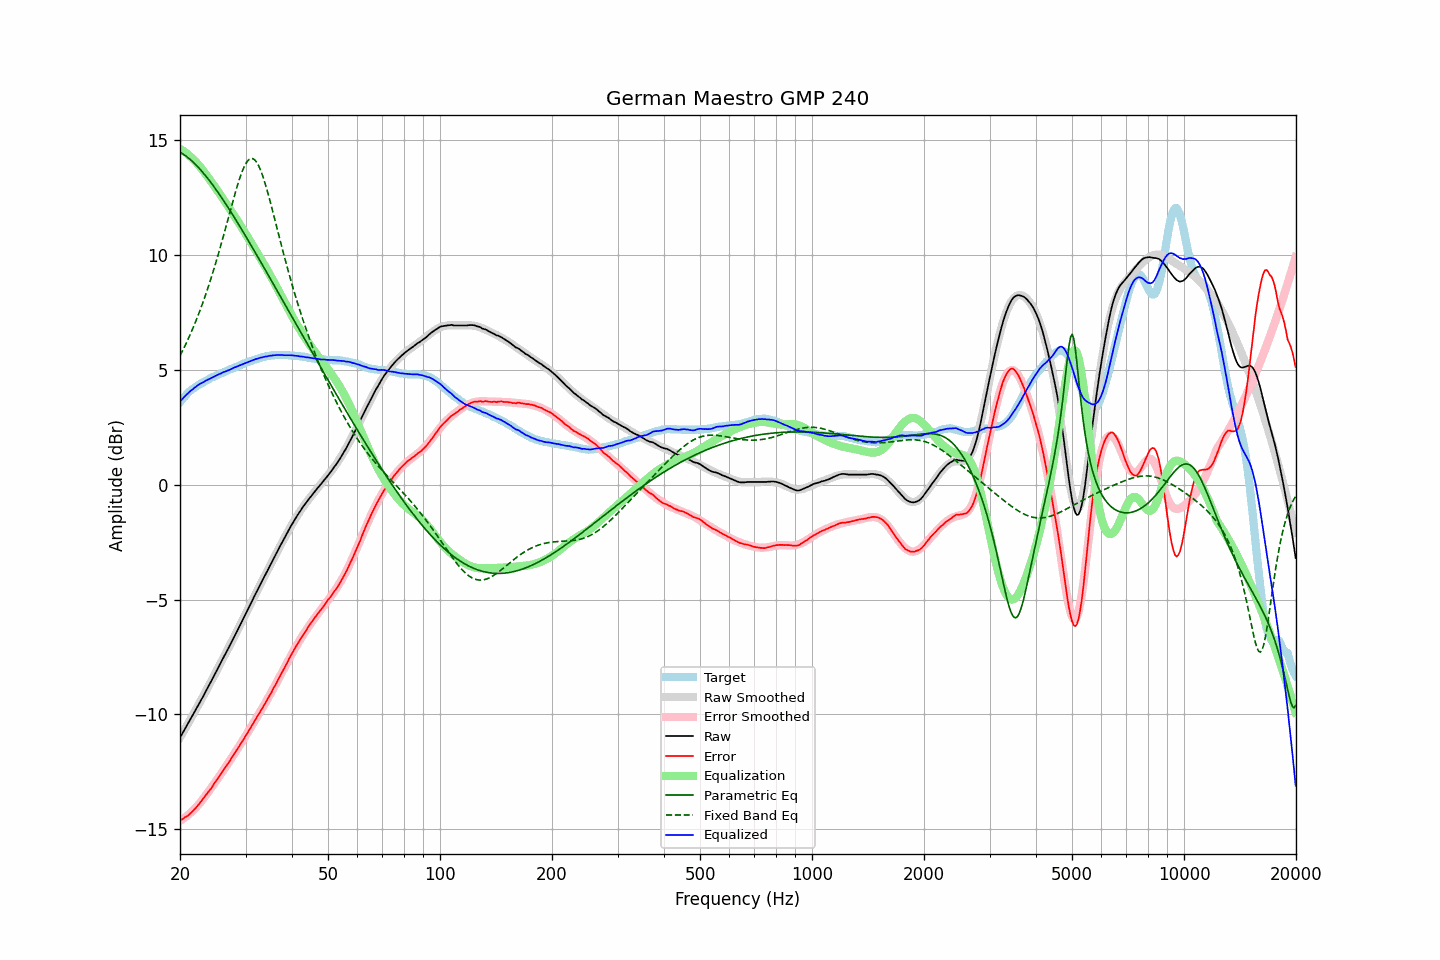 German Maestro GMP 240
15
10
5
0
−5
−10
−15
Amplitude (dBr)
Target
Raw Smoothed
Error Smoothed
Raw
Error
Equalization
Parametric Eq
Fixed Band Eq
Equalized
20 50 100 200 500 1000 2000 5000 10000 20000
Frequency (Hz)